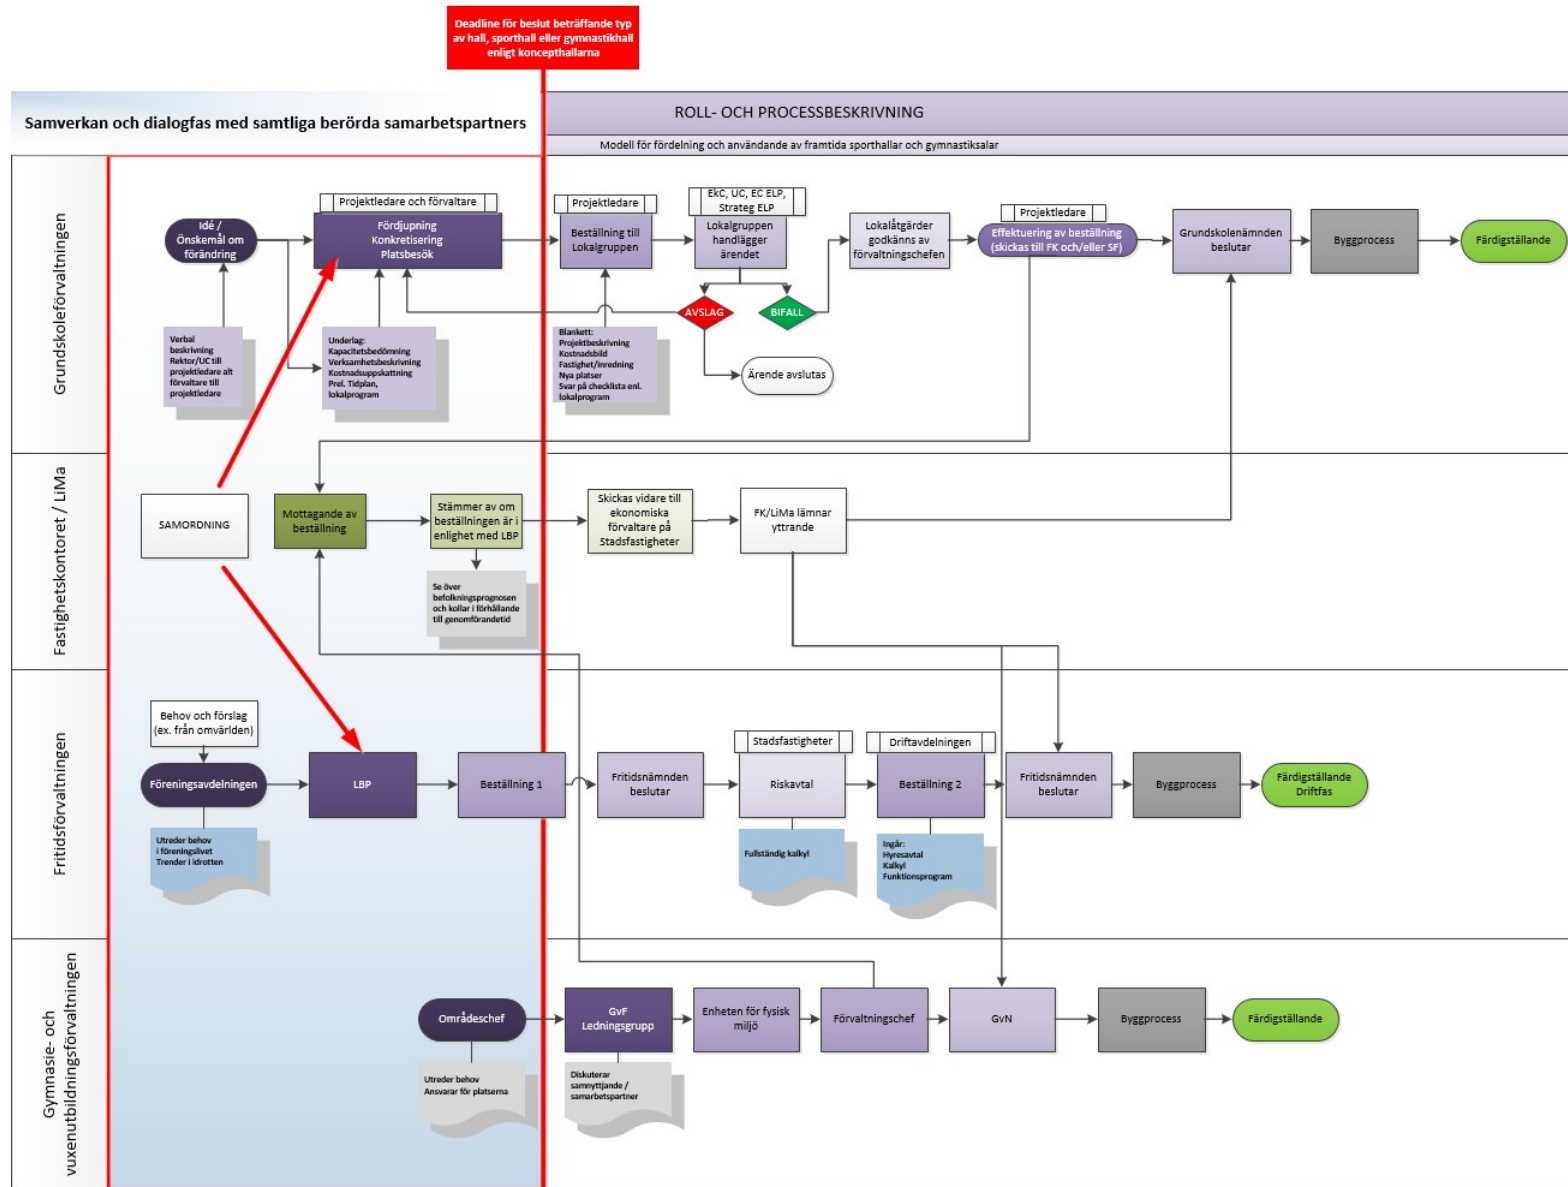 Deadline för beslut beträffande typ
av hall, sporthall eller gymnastikhall
enligt koncepthallarna
Samverkan och dialogfas med samtliga berörda samarbetspartners
ROLL- OCH PROCESSBESKRIVNING
Modell för fördelning och användande av framtida sporthallar och gymnastiksalar
Grundskoleförvaltningen
Idé /
Önskemål om
förändring
Projektledare och förvaltare
Fördjupning
Konkretisering
Platsbesök
Projektledare
Beställning till
Lokalgruppen
EkC, UC, EC ELP,
Strateg ELP
Lokalgruppen
handlägger
ärendet
Lokalåtgärder
godkänns av
förvaltningschefen
Projektledare
Effektuering av beställning
(skickas till FK och/eller SF)
Grundskolenämnden
beslutar
Byggprocess
Färdigställande
AVSLAG
BIFALL
Ärende avslutas
Verbal
beskrivning
Rektor/UC till
projektledare alt
förvaltare till
projektledare
Underlag:
Kapacitetsbedömning
Verksamhetsbeskrivning
Kostnadsuppskattning
Prel. Tidplan,
lokalprogram
Blankett:
Projektbeskrivning
Kostnadsbild
Fastighet/inredning
Nya platser
Svar på checklista enl.
lokalprogram
Fastighetskontoret / LiMa
SAMORDNING
Mottagande av
beställning
Stämmer av om
beställningen är i
enlighet med LBP
Skickas vidare till
ekonomiska
förvaltare på
Stadsfastigheter
FK/LiMa lämnar
yttrande
Se över
befolkningsprognosen
och kollar i förhållande
till genomförandetid
Fritidsförvaltningen
Behov och förslag
(ex. från omvärlden)
Föreningsavdelningen
LBP
Beställning 1
Fritidsnämnden
beslutar
Stadsfastigheter
Riskavtal
Driftavdelningen
Beställning 2
Fritidsnämnden
beslutar
Byggprocess
Färdigställande
Driftfas
Utreder behov
i föreningslivet
Trender i idrotten
Fullständig kalkyl
Ingår:
Hyresavtal
Kalkyl
Funktionsprogram
Gymnasie- och
vuxenutbildningsförvaltningen
Områdeschef
GvF
Ledningsgrupp
Enheten för fysisk
miljö
Förvaltningschef
GvN
Byggprocess
Färdigställande
Utreder behov
Ansvarar för platserna
Diskuterar
samnyttjande /
samarbetspartner